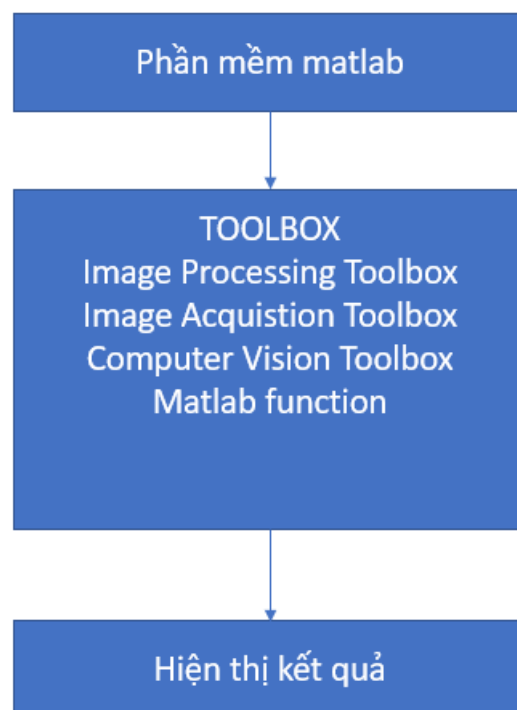 Phần mềm matlab
TOOLBOX
Image Processing Toolbox
Image Acquistion Toolbox
Computer Vision Toolbox
Matlab function
Hiện thị kết quả